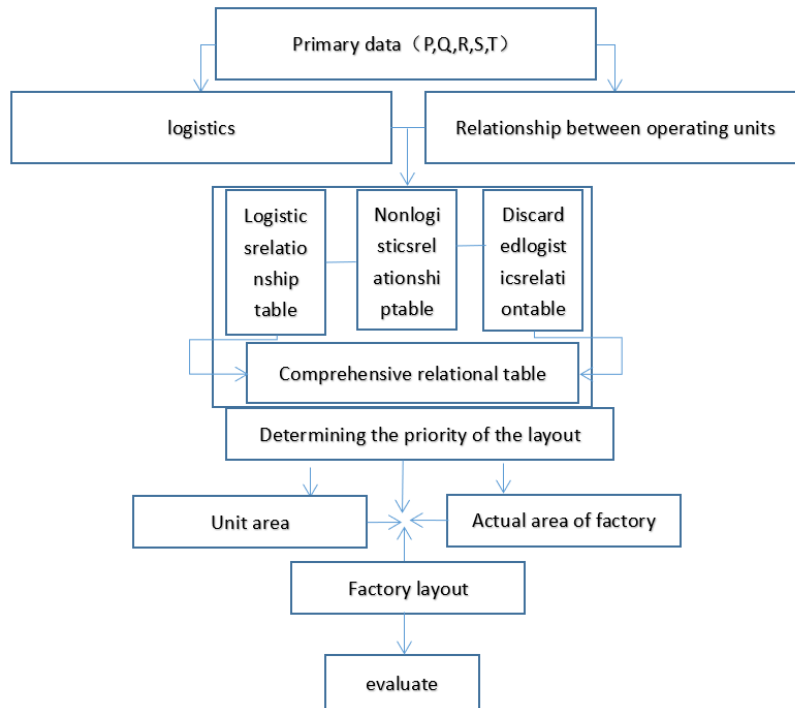 Primary data（P,Q,R,S,T）
logistics
Relationship between operating units
Logistic
srelatio
nship
table
Nonlogi
sticsrel
ationshi
ptable
Discard
edlogist
icsrelati
ontable
Comprehensive relational table
Determining the priority of the layout
Unit area
Actual area of factory
Factory layout
evaluate